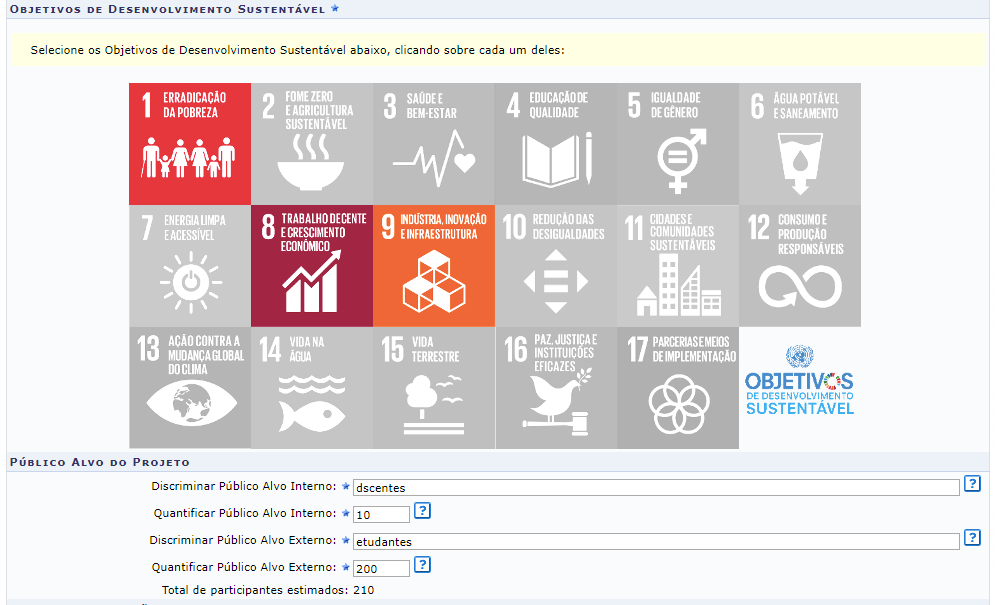 Objetivos de Desenvolvimento Sustentável
Selecione os Objetivos de Desenvolvimento Sustentável abaixo, clicando sobre cada um deles:
1 ERRADICAÇÃO
DA POBREZA
2 FOME ZERO
E AGRICULTURA
SUSTENTÁVEL
3 SAÚDE E
BEM-ESTAR
4 EDUCAÇÃO DE
QUALIDADE
5 IGUALDADE
DE GÊNERO
6 ÁGUA POTÁVEL
E SANEAMENTO
7 ENERGIA LIMPA
E ACESSÍVEL
8 TRABALHO DECENTE
E CRESCIMENTO
ECONÔMICO
9 INDÚSTRIA, INOVAÇÃO
E INFRAESTRUTURA
10 REDUÇÃO DAS
DESIGUALDADES
11 CIDADES E
COMUNIDADES
SUSTENTÁVEIS
12 CONSUMO E
PRODUÇÃO
RESPONSÁVEIS
13 AÇÃO CONTRA A
MUDANÇA GLOBAL
DO CLIMA
14 VIDA NA
ÁGUA
15 VIDA
TERRESTRE
16 PAZ, JUSTIÇA E
INSTITUIÇÕES
EFICAZES
17 PARCERIAS E MEIOS
DE IMPLEMENTAÇÃO
OBJETIVOS
DE DESENVOLVIMENTO
SUSTENTÁVEL
Público Alvo do Projeto
Discriminar Público Alvo Interno: dscentes ?
Quantificar Público Alvo Interno: 10 ?
Discriminar Público Alvo Externo: etudantes ?
Quantificar Público Alvo Externo: 200 ?
Total de participantes estimados: 210